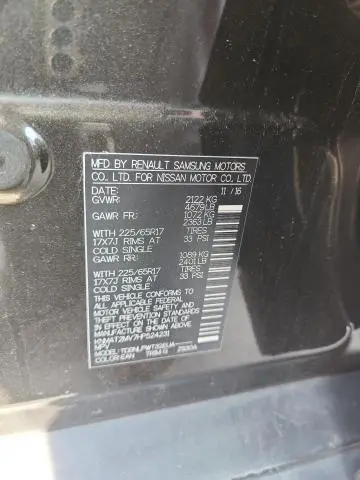 MFD BY RENAULT SAMSUNG MOTORS
CO., LTD. FOR NISSAN MOTOR CO., LTD.
DATE: 11 / 16
GVWR: 2122 KG
4679 LB
GAWR FR: 1072 KG
2363 LB
WITH 225/65R17 TIRES
17X7J RIMS AT 33 PSI
COLD SINGLE
GAWR RR: 1089 KG
2401 LB
WITH 225/65R17 TIRES
17X7J RIMS AT 33 PSI
COLD SINGLE
THIS VEHICLE CONFORMS TO
ALL APPLICABLE FEDERAL
MOTOR VEHICLE SAFETY AND
THEFT PREVENTION STANDARDS
IN EFFECT ON THE DATE OF
MANUFACTURE SHOWN ABOVE.
KNMAT2MV7HP524231
MPV
COLOR:KAN TRIM:G